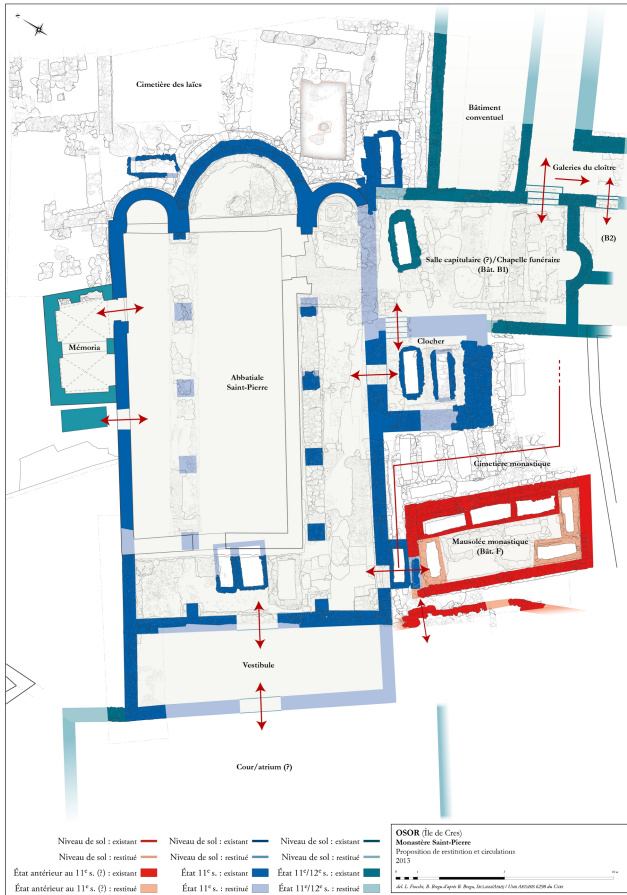 Cimetière des laïcs
Bâtiment
conventuel
Galeries du cloître
(B2)
Salle capitulaire (?)/Chapelle funéraire
(Bât. B1)
Mémoria
Clocher
Abbatiale
Saint-Pierre
Cimetière monastique
Mausolée monastique
(Bât. F)
Vestibule
Cour/atrium (?)
Niveau de sol : existant
Niveau de sol : restitué
État antérieur au 11e s. (?) : existant
État antérieur au 11e s. (?) : restitué
Niveau de sol : existant
Niveau de sol : restitué
État 11e s. : existant
État 11e s. : restitué
Niveau de sol : existant
Niveau de sol : restitué
État 11e/12e s. : existant
État 11e/12e s. : restitué
OSOR (Île de Cres)
Monastère Saint-Pierre
Proposition de restitution et circulations
2013